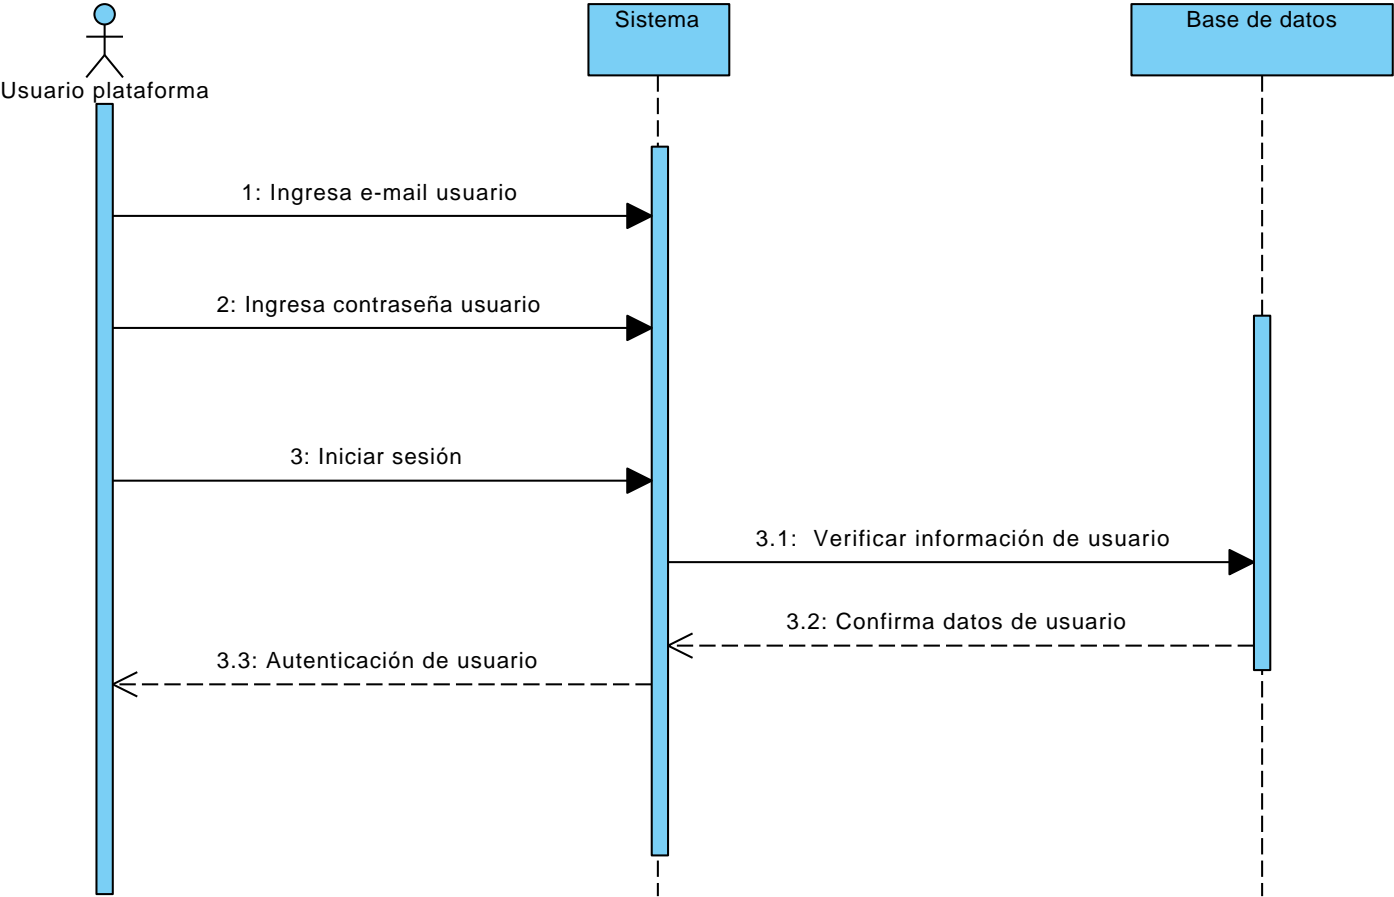 Usuario plataforma
Sistema
Base de datos
1: Ingresa e-mail usuario
2: Ingresa contraseña usuario
3: Iniciar sesión
3.1:  Verificar información de usuario
3.2: Confirma datos de usuario
3.3: Autenticación de usuario